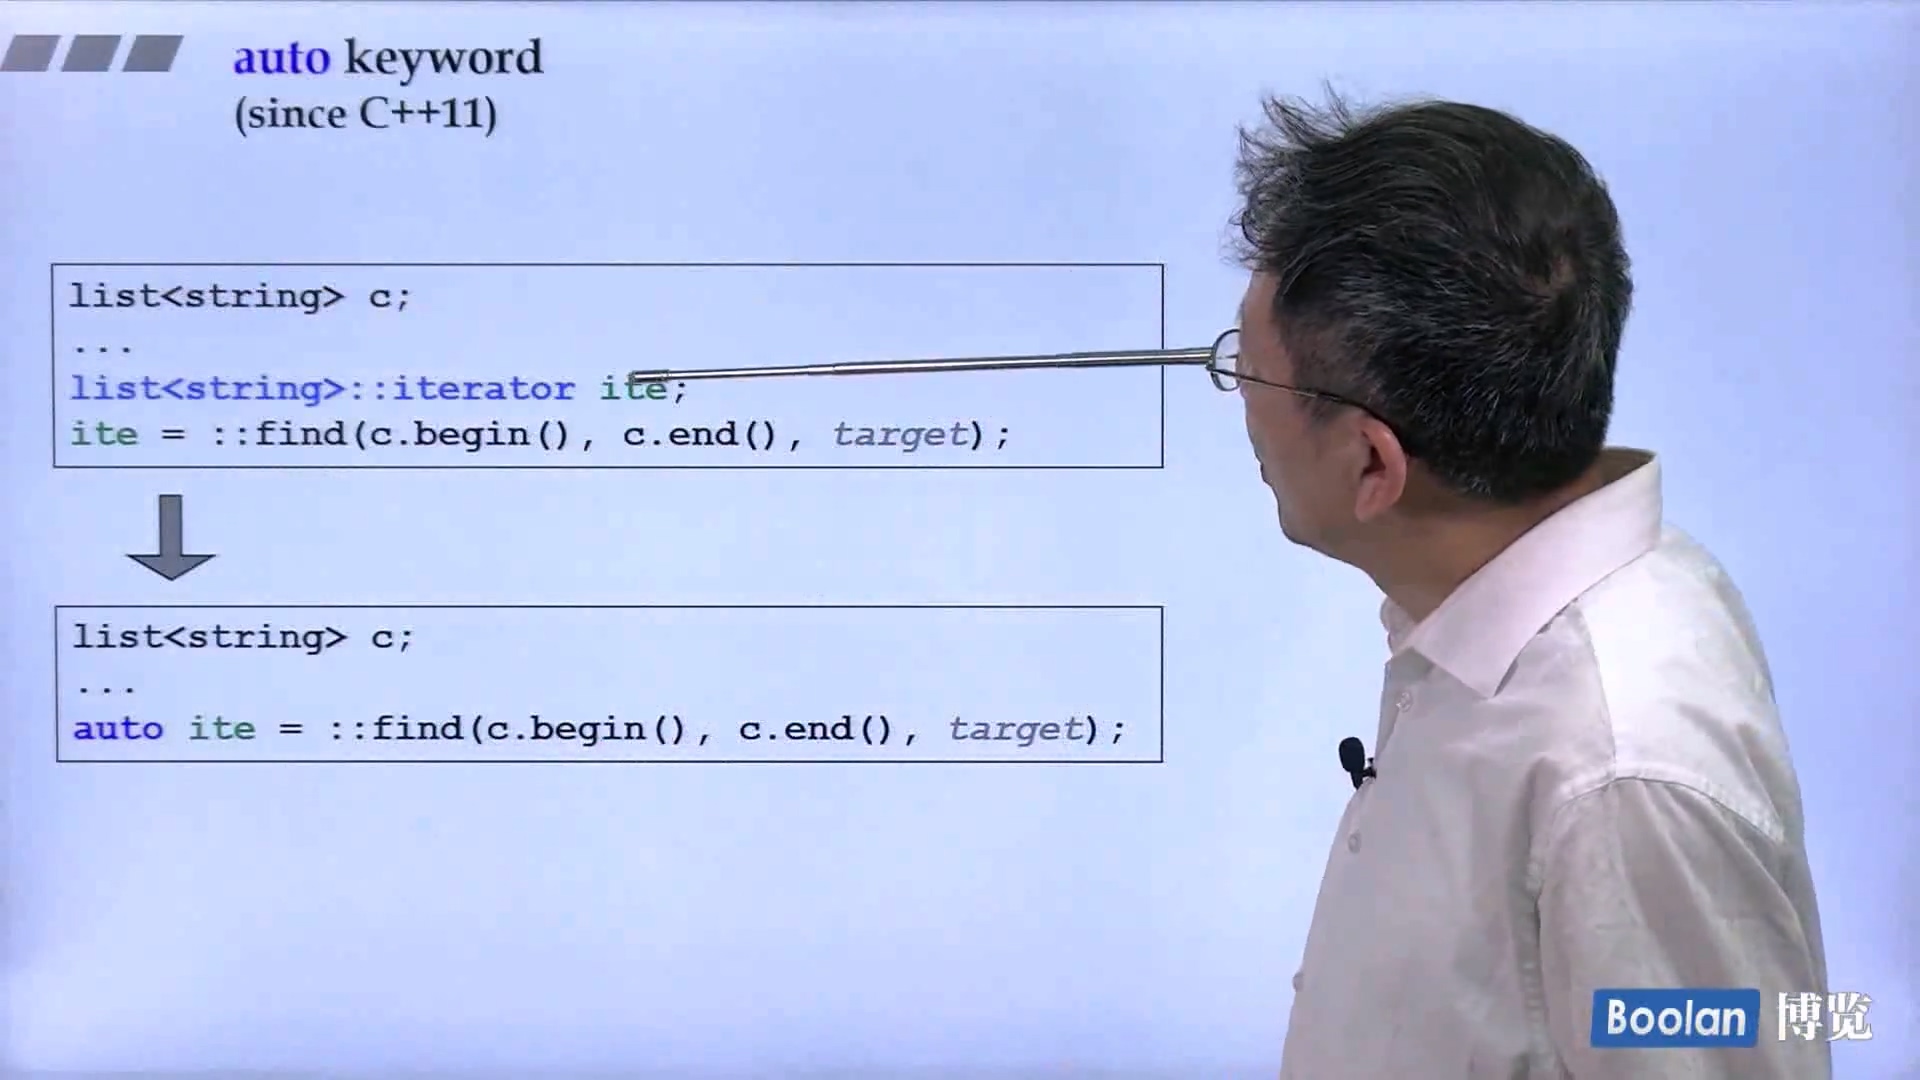 auto keyword
(since C++11)
list<string> c;
...
list<string>::iterator ite;
ite = ::find(c.begin(), c.end(), target);
list<string> c;
...
auto ite = ::find(c.begin(), c.end(), target);
Boolan 博览